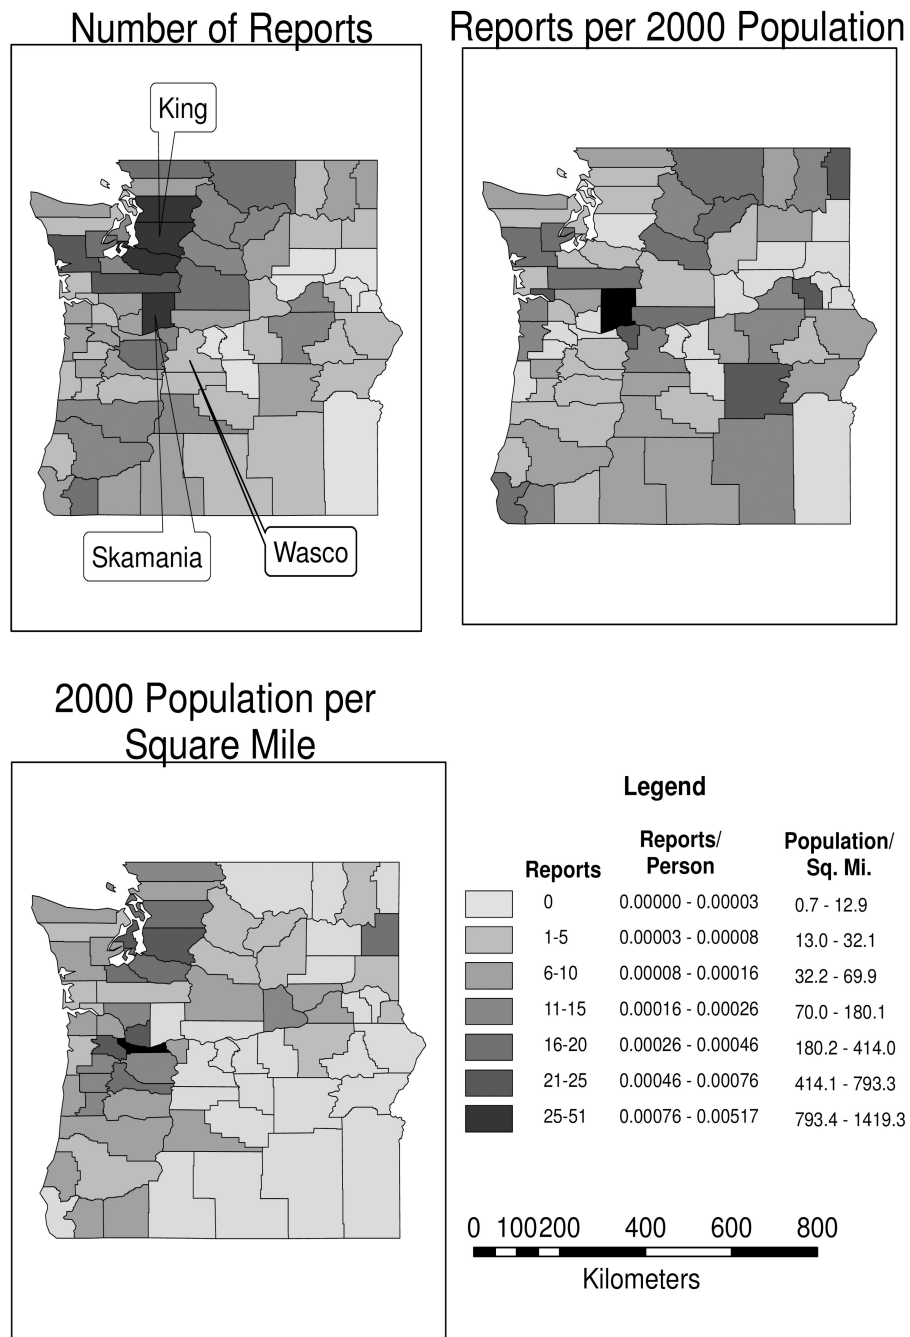 Number of Reports
Reports per 2000 Population
King
Skamania
Wasco
2000 Population per
Square Mile
Legend
Reports
Reports/
Person
Population/
Sq. Mi.
0 0.00000 - 0.00003 0.7 - 12.9
1-5 0.00003 - 0.00008 13.0 - 32.1
6-10 0.00008 - 0.00016 32.2 - 69.9
11-15 0.00016 - 0.00026 70.0 - 180.1
16-20 0.00026 - 0.00046 180.2 - 414.0
21-25 0.00046 - 0.00076 414.1 - 793.3
25-51 0.00076 - 0.00517 793.4 - 1419.3
0 100 200 400 600 800
Kilometers